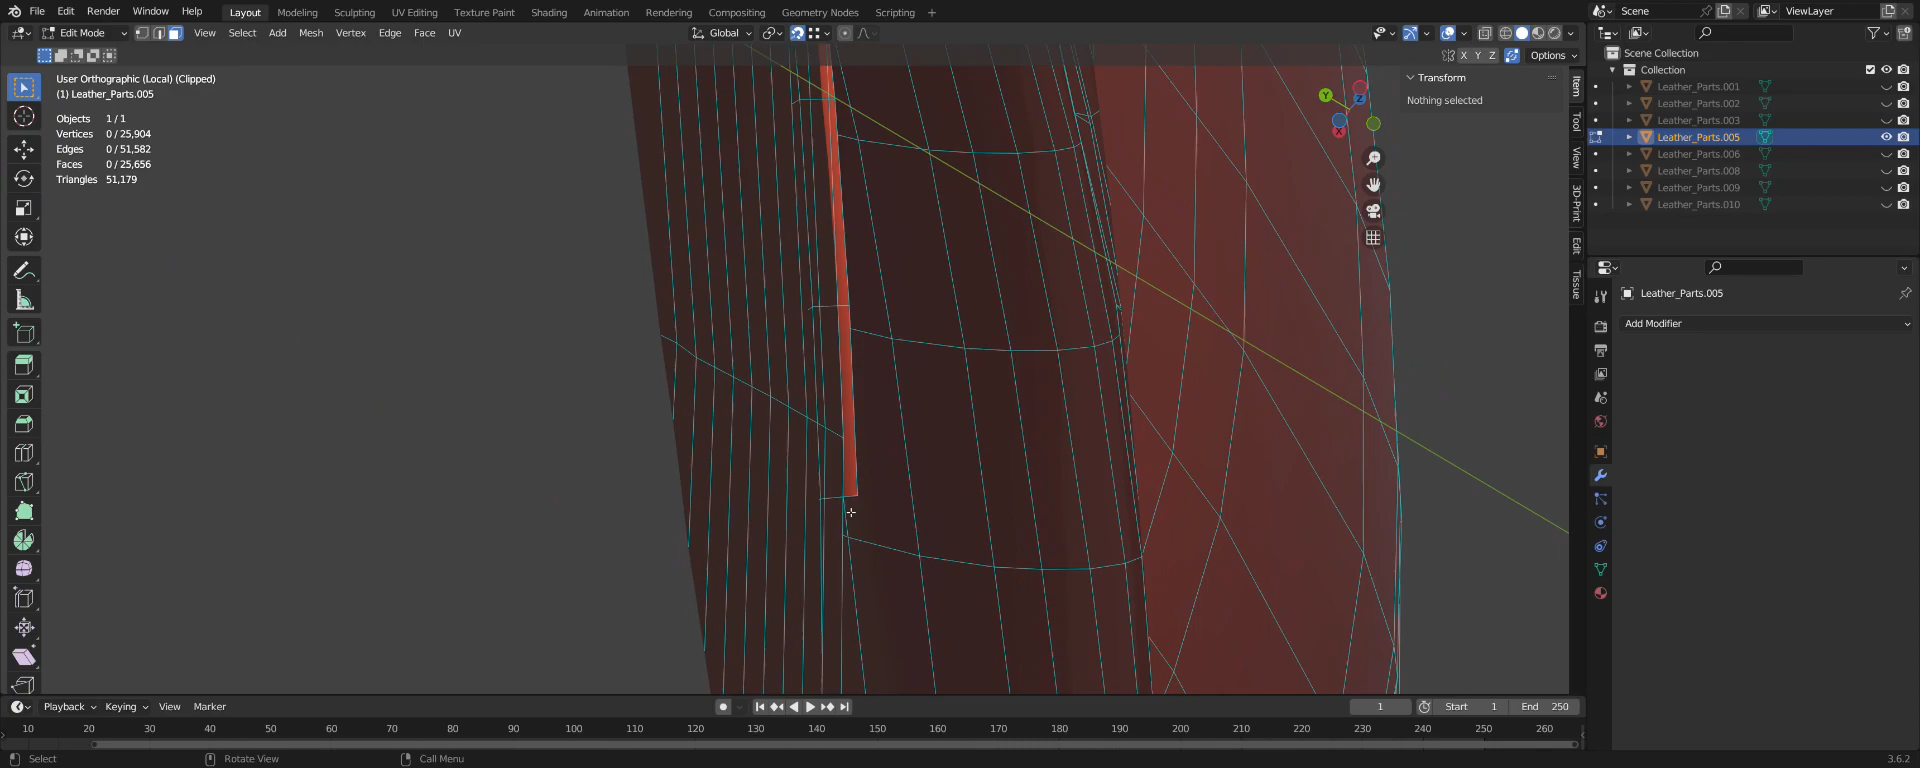 File Edit Render Window Help Layout Modeling Sculpting UV Editing Texture Paint Shading Animation Rendering Compositing Geometry Nodes Scripting + Scene ViewLayer
Edit Mode View Select Add Mesh Vertex Edge Face UV Global
X Y Z Options
User Orthographic (Local) (Clipped)
(1) Leather_Parts.005
Objects 1 / 1
Vertices 0 / 25,904
Edges 0 / 51,582
Faces 0 / 25,656
Triangles 51,179
Transform
Nothing selected
Y
Z
X
Item
Tool
View
3D-Print
Edit
Tissue
Scene Collection
Collection
Leather_Parts.001
Leather_Parts.002
Leather_Parts.003
Leather_Parts.005
Leather_Parts.006
Leather_Parts.008
Leather_Parts.009
Leather_Parts.010
Leather_Parts.005
Add Modifier
Playback Keying View Marker 1 Start 1 End 250
10 20 30 40 50 60 70 80 90 100 110 120 130 140 150 160 170 180 190 200 210 220 230 240 250 260
Select Rotate View Call Menu 3.6.2